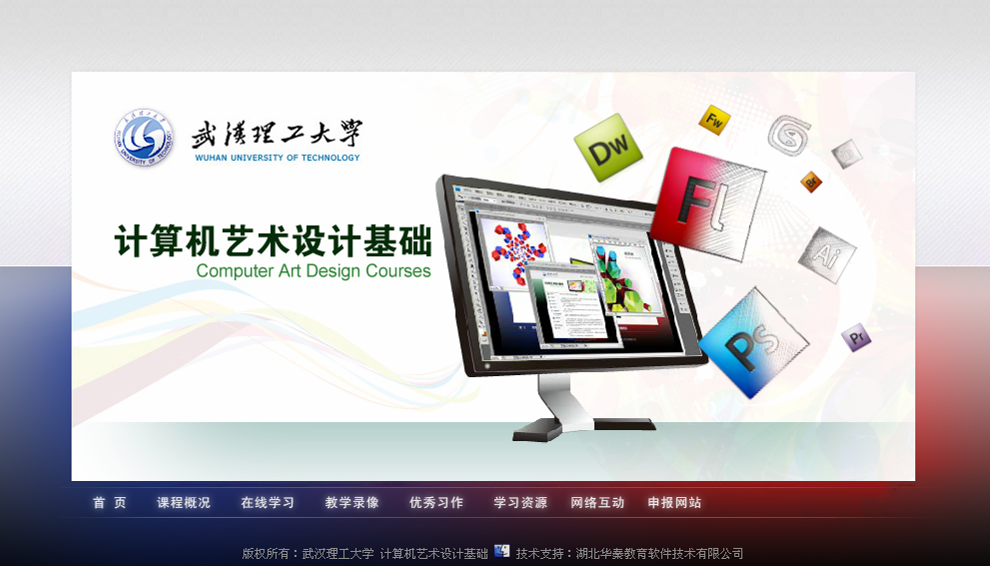 武汉理工大学
WUHAN UNIVERSITY OF TECHNOLOGY
计算机艺术设计基础
Computer Art Design Courses
Dw
Fw
Fl
Br
Ai
Ps
Pr
首 页 课程概况 在线学习 教学录像 优秀习作 学习资源 网络互动 申报网站
版权所有:武汉理工大学 计算机艺术设计基础 技术支持:湖北华秦教育软件技术有限公司